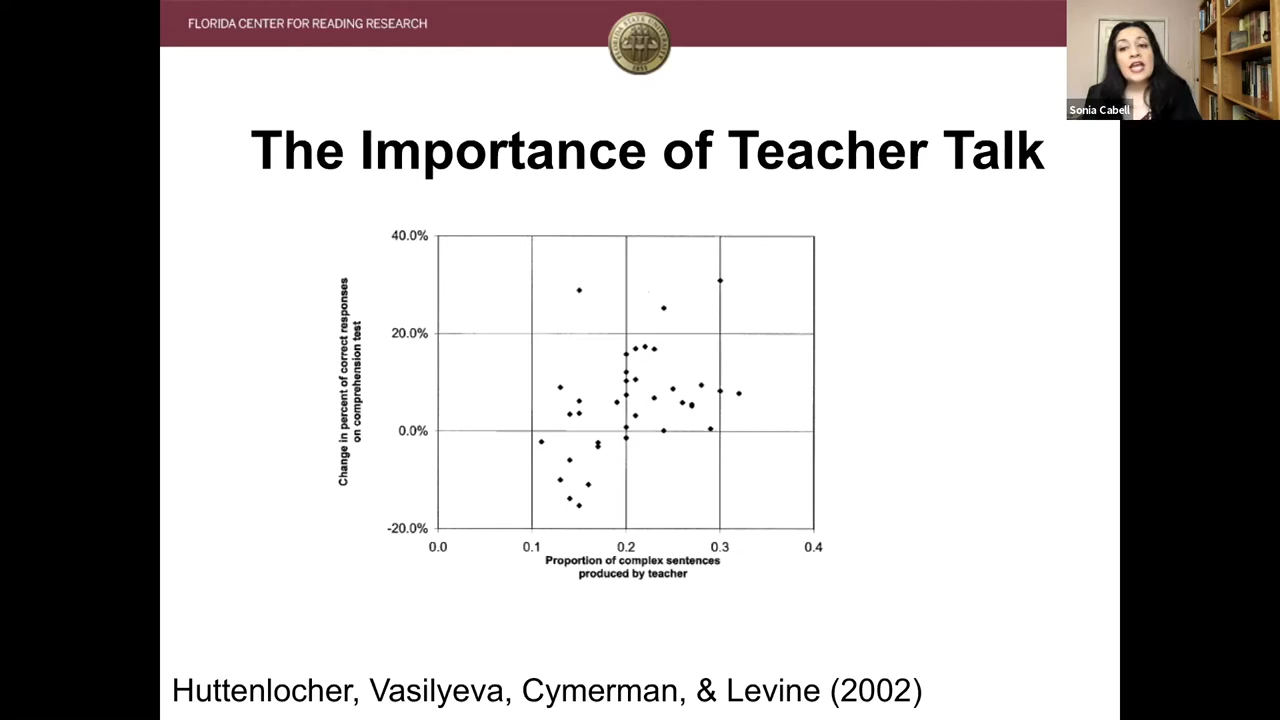 FLORIDA CENTER FOR READING RESEARCH
Sonia Cabell
The Importance of Teacher Talk
40.0%
20.0%
0.0%
-20.0%
Change in percent of correct responses
on comprehension test
0.0
0.1
0.2
0.3
0.4
Proportion of complex sentences
produced by teacher
Huttenlocher, Vasilyeva, Cymerman, & Levine (2002)